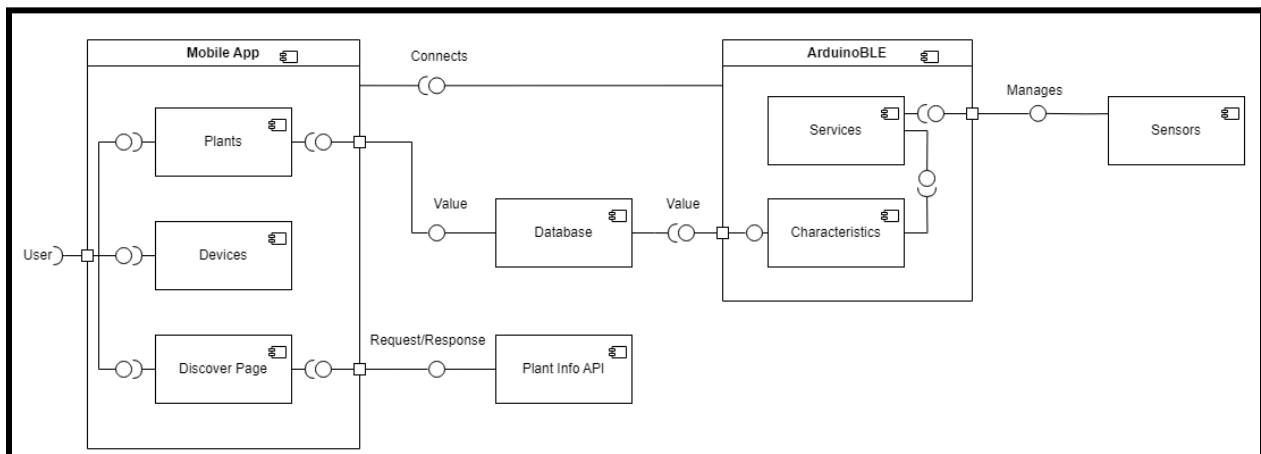 Mobile App
Connects
ArduinoBLE
Manages
Plants
Services
Sensors
Value
Database
Value
Characteristics
User
Devices
Request/Response
Discover Page
Plant Info API